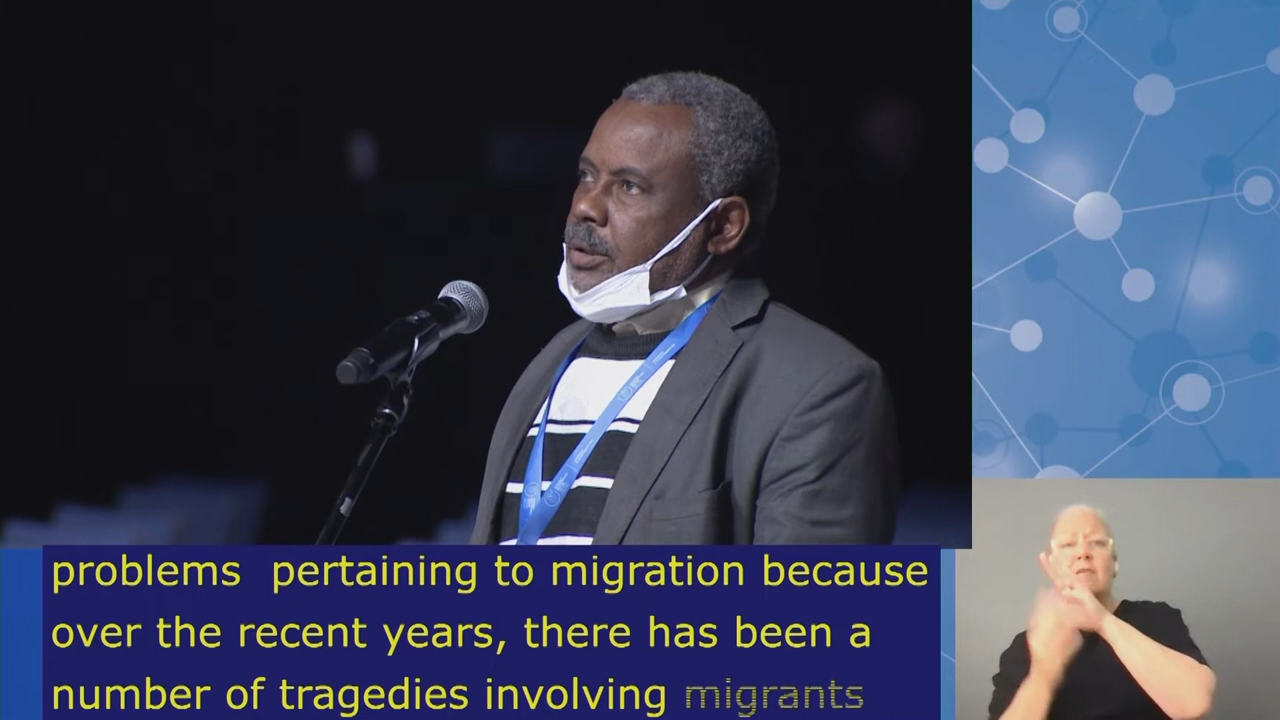 problems pertaining to migration because
over the recent years, there has been a
number of tragedies involving migrants